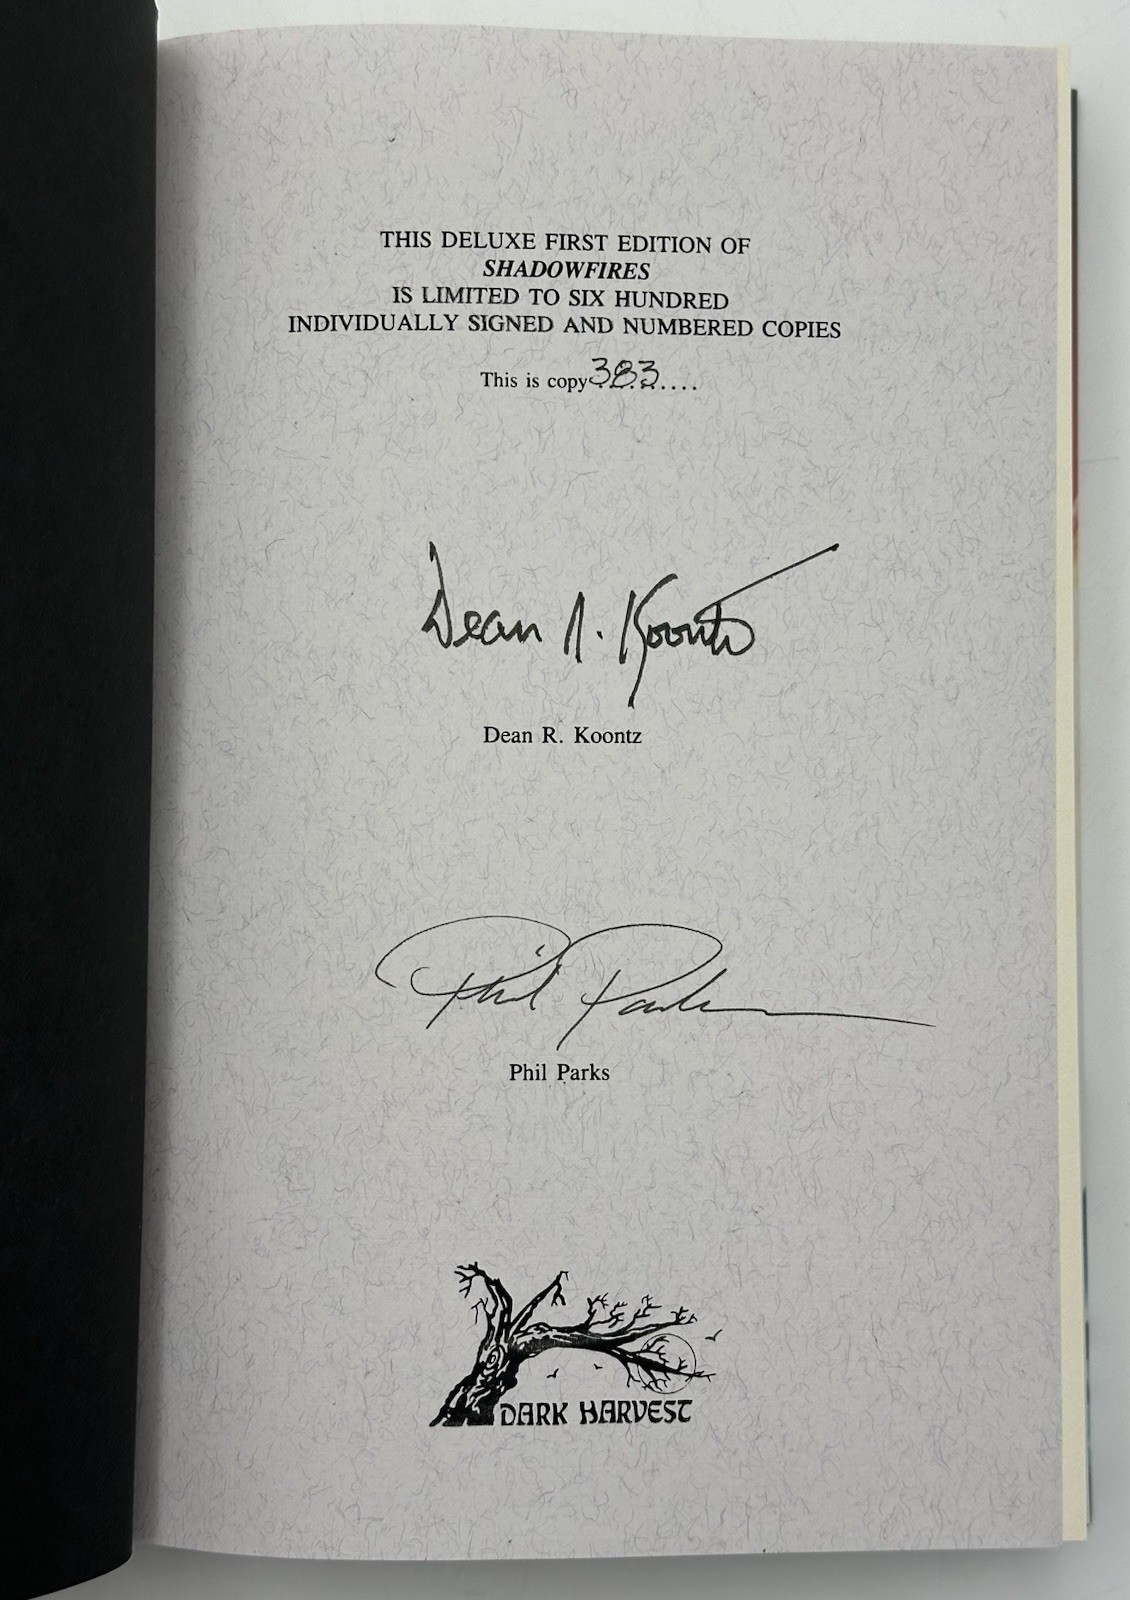 THIS DELUXE FIRST EDITION OF
SHADOWFIRES
IS LIMITED TO SIX HUNDRED
INDIVIDUALLY SIGNED AND NUMBERED COPIES
This is copy 383....
Dean R. Koontz
Dean R. Koontz
Phil Parks
Phil Parks
DARK HARVEST